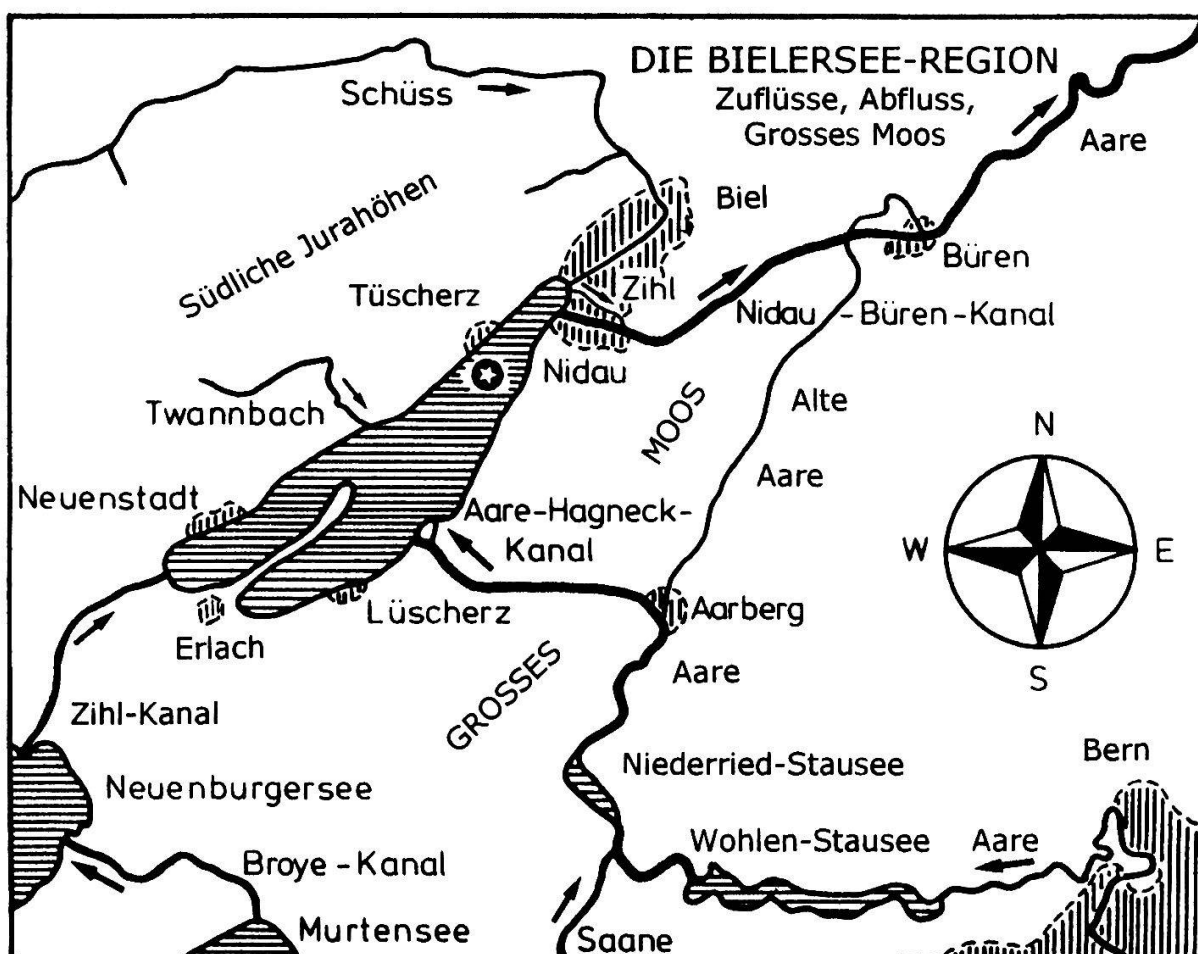 DIE BIELERSEE-REGION
Zuflüsse, Abfluss,
Grosses Moos
Schüss
Aare
Südliche Jurahöhen
Biel
Büren
Zihl
Tüscherz
Nidau-Büren-Kanal
Nidau
Twannbach
MOOS
Alte
Aare
N
Neuenstadt
Aare-Hagneck-
Kanal
W
E
Lüscherz
Aarberg
Erlach
Aare
S
GROSSES
Zihl-Kanal
Niederried-Stausee
Bern
Neuenburgersee
Wohlen-Stausee
Aare
Broye-Kanal
Murtensee
Saane